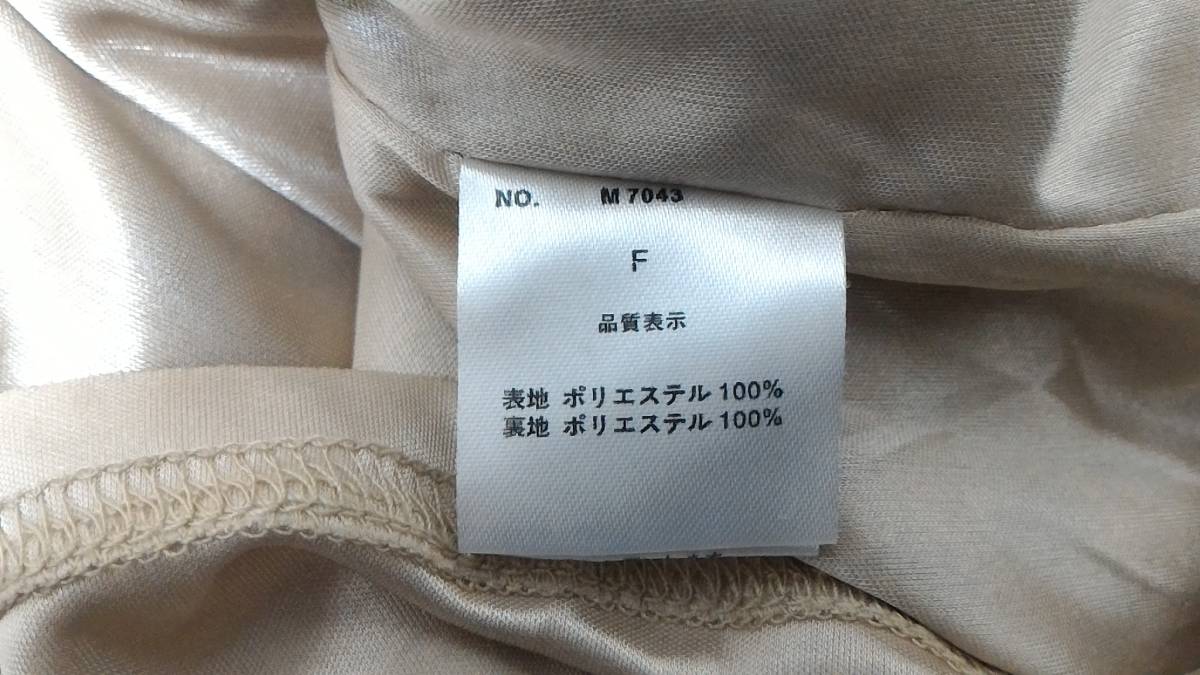 NO. M 7043
F
品質表示
表地 ポリエステル 100%
裏地 ポリエステル 100%